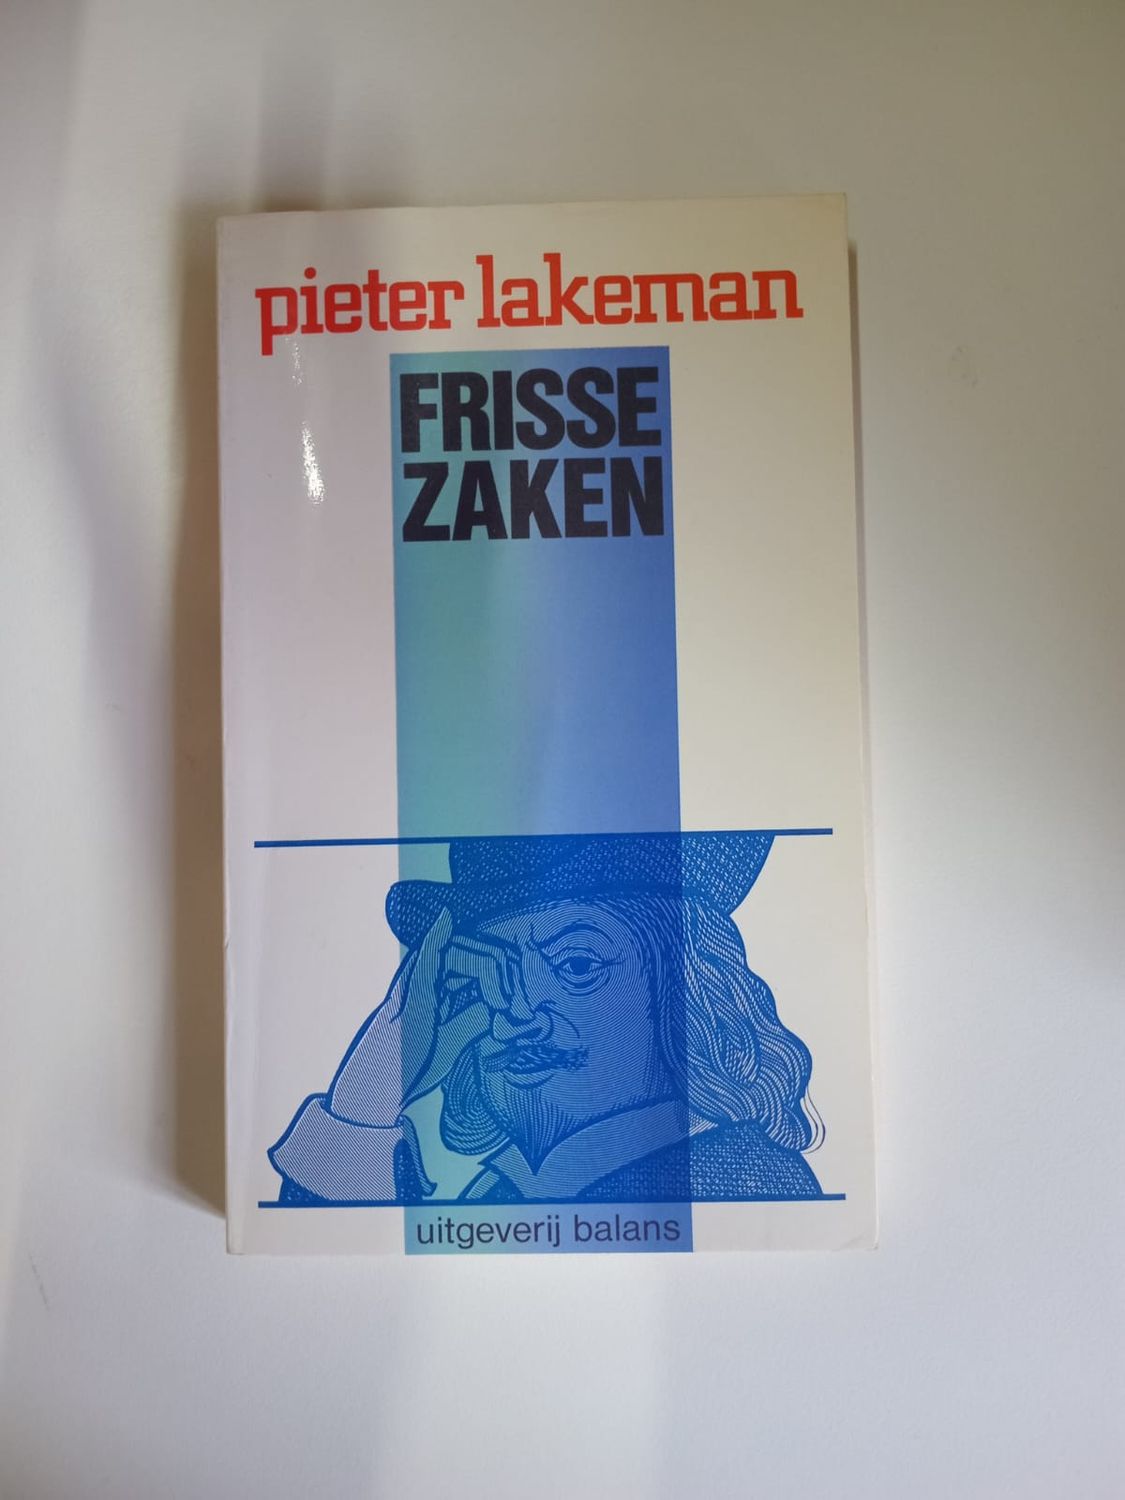 pieter lakeman
FRISSE
ZAKEN
uitgeverij balans